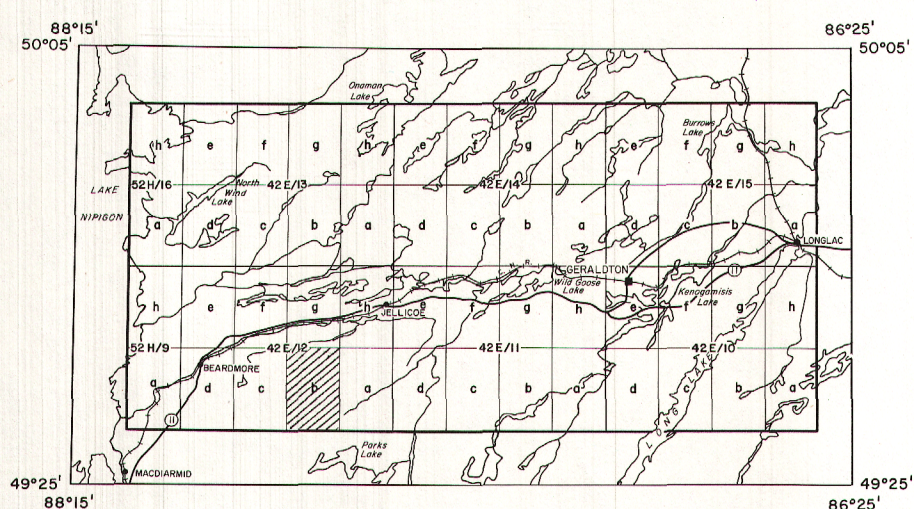 88°15' 86°25'
50°05' 50°05'
Onaman
Lake
Burrows
Lake
h e f g h e f g h e f g h
52H/16 42E/13 42E/14 42E/15
LAKE
NIPIGON
North
Wind
Lake
a d c b a d c b a d c b a
LONGLAC
C.N.R.
GERALDTON
11
Wild Goose
Lake
Kenogamisis
Lake
h e f g h e f g h e f g h
JELLICOE
52H/9 42E/12 42E/11 42E/10
BEARDMORE
a d c b a d c b a d c b a
LONG LAKE
11
Parks
Lake
MACDIARMID
49°25' 49°25'
88°15' 86°25'